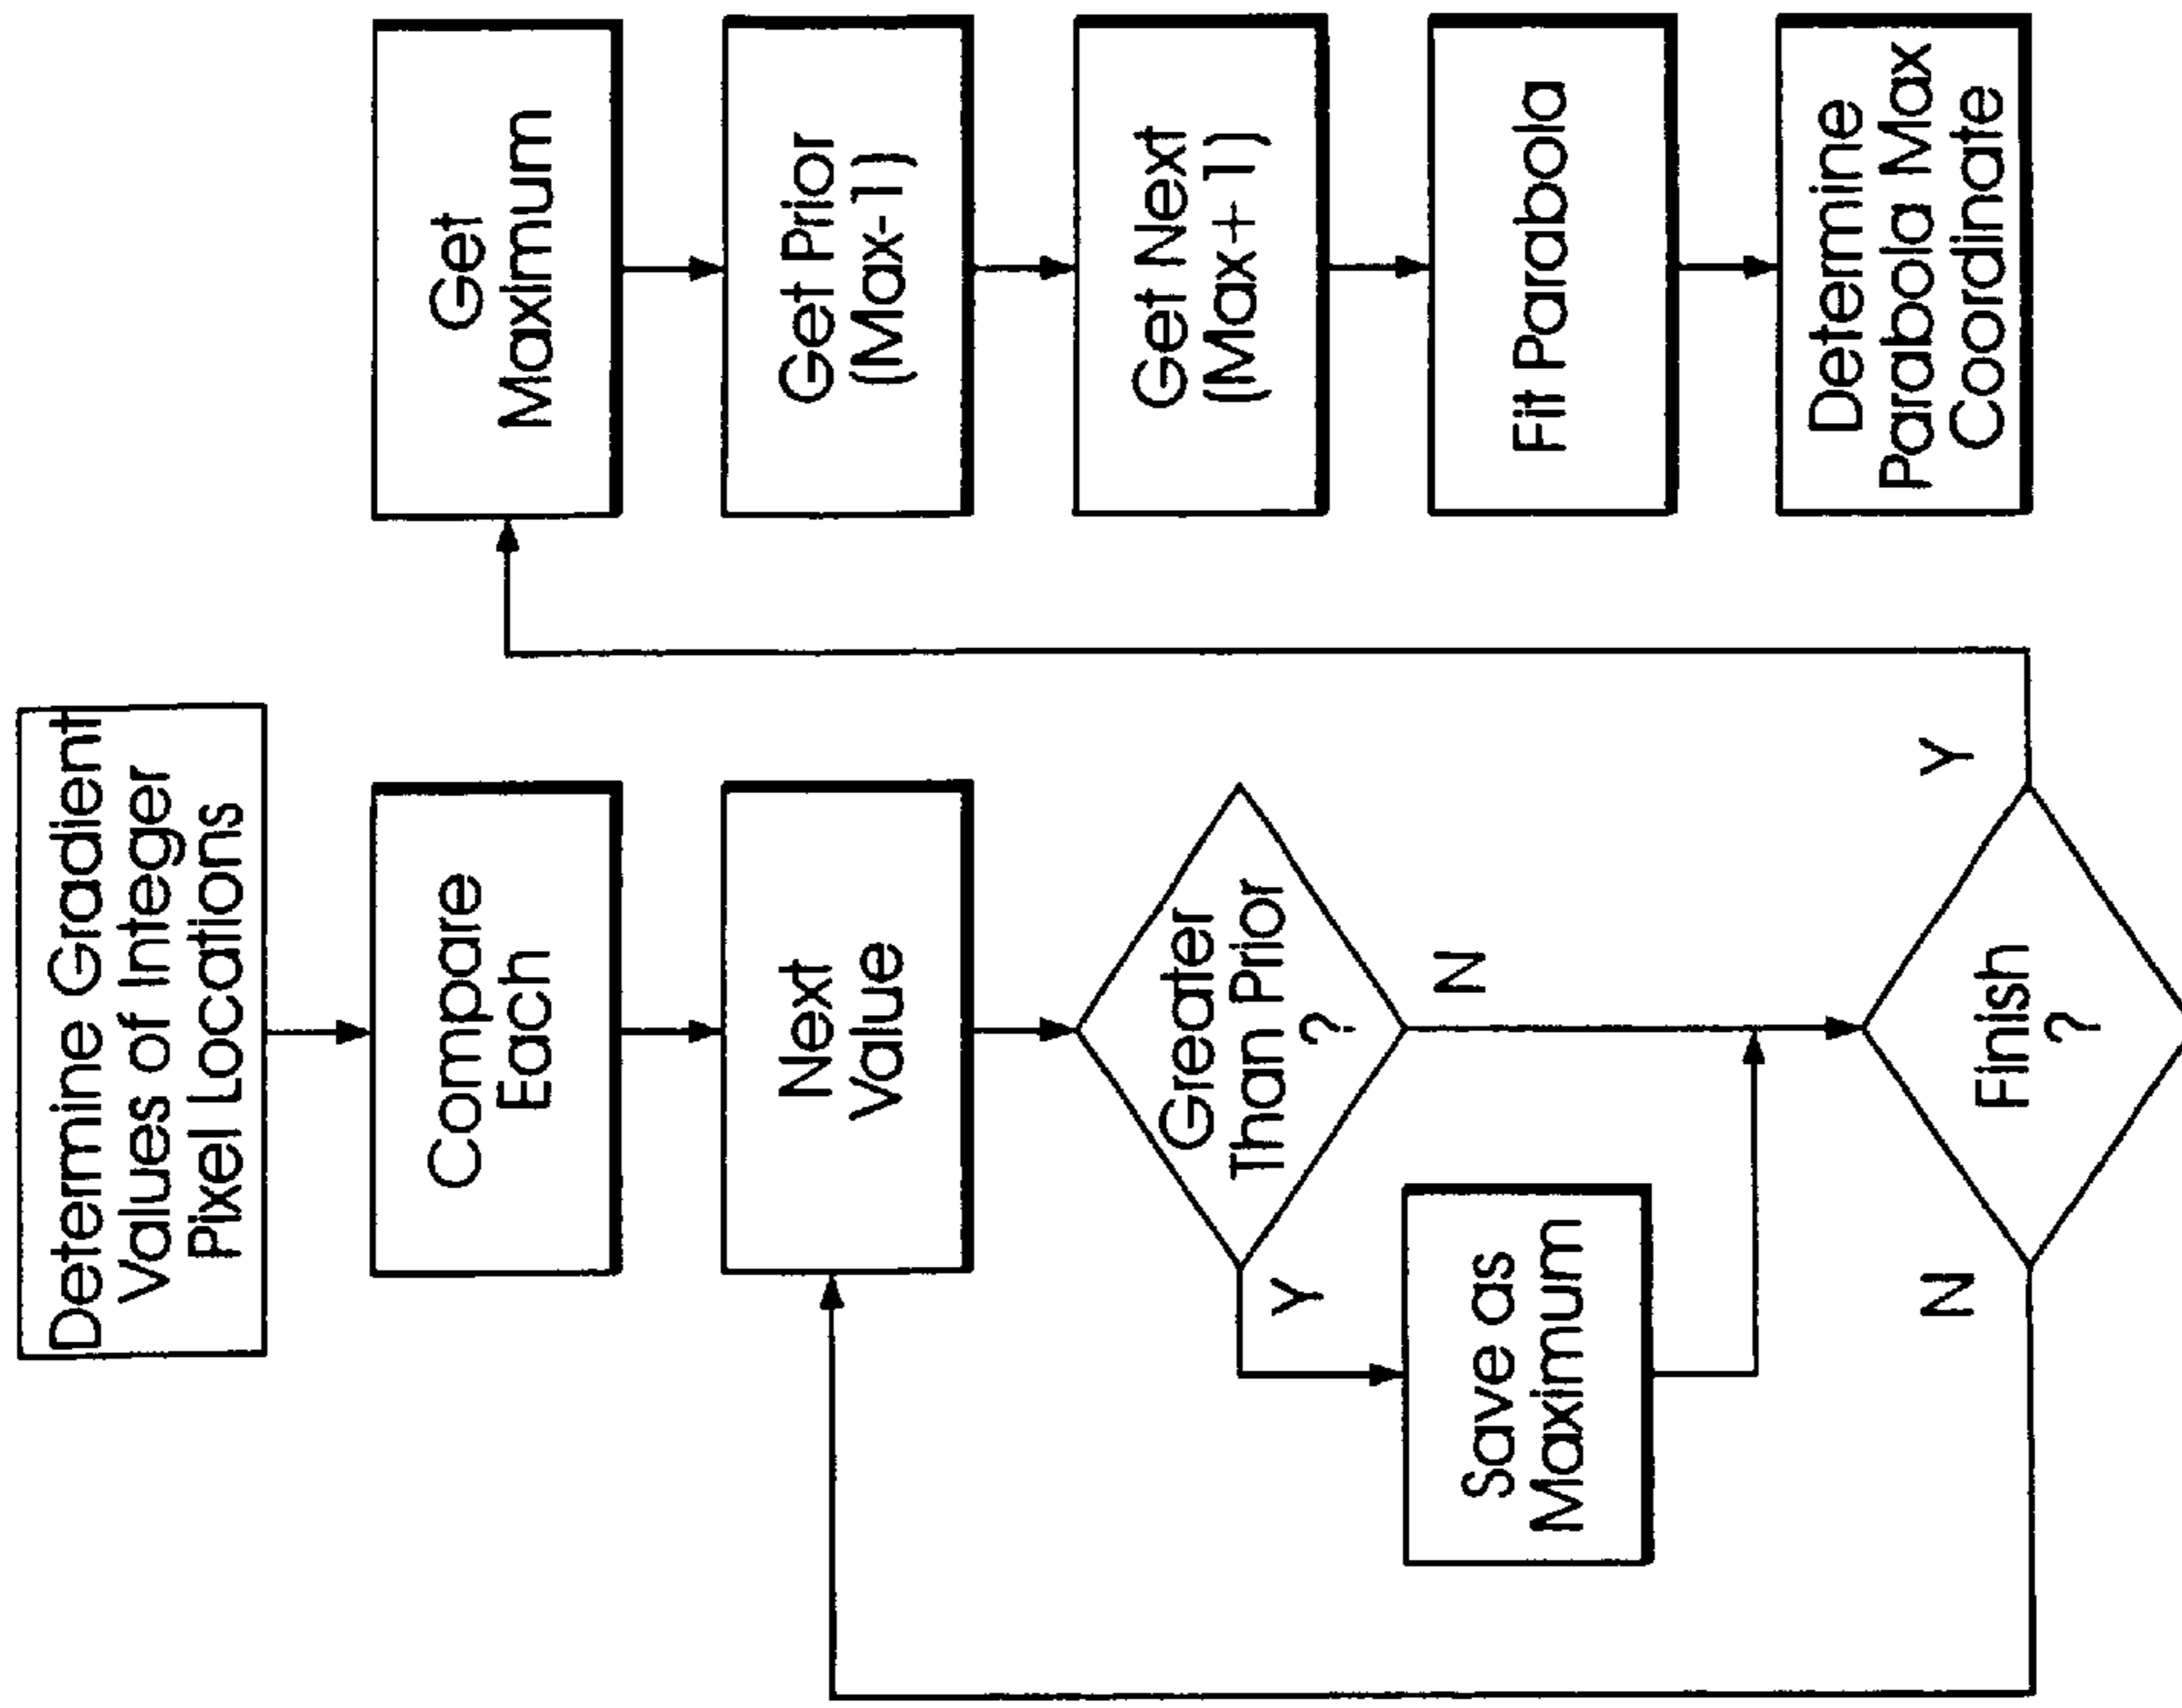 Determine Gradient
Values of Integer
Pixel Locations
Compare
Each
Next
Value
Greater
Than Prior
?
Y
N
Save as
Maximum
Finish
?
N
Y
Get
Maximum
Get Prior
(Max-1)
Get Next
(Max+1)
Fit Parabola
Determine
Parabola Max
Coordinate